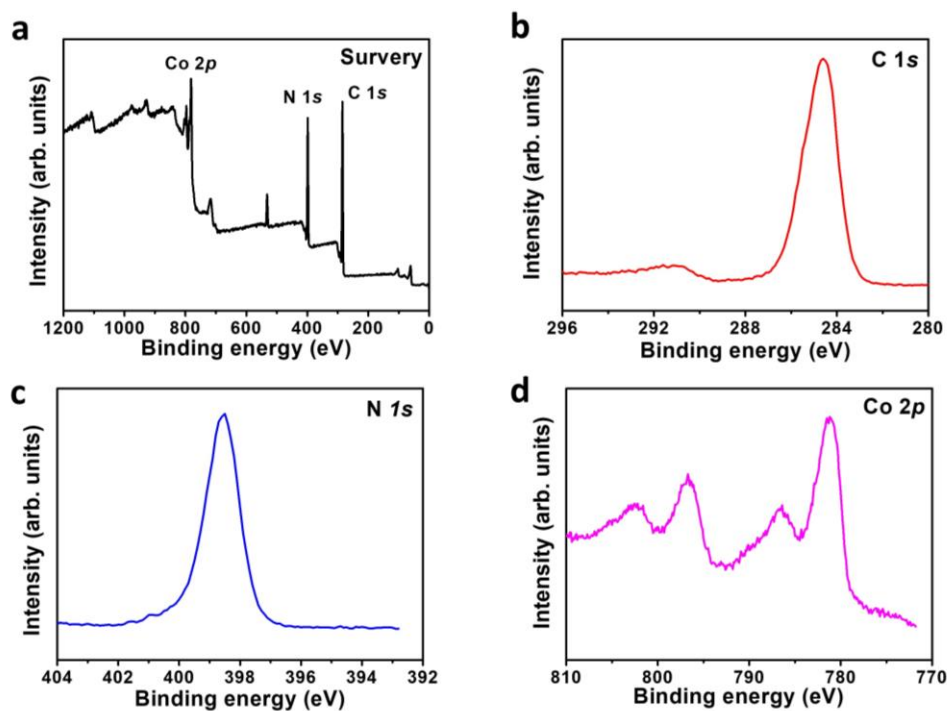 a
Survery
Co 2p
N 1s
C 1s
Intensity (arb. units)
1200 1000 800 600 400 200 0
Binding energy (eV)
b
C 1s
Intensity (arb. units)
296 292 288 284 280
Binding energy (eV)
c
N 1s
Intensity (arb. units)
404 402 400 398 396 394 392
Binding energy (eV)
d
Co 2p
Intensity (arb. units)
810 800 790 780 770
Binding energy (eV)